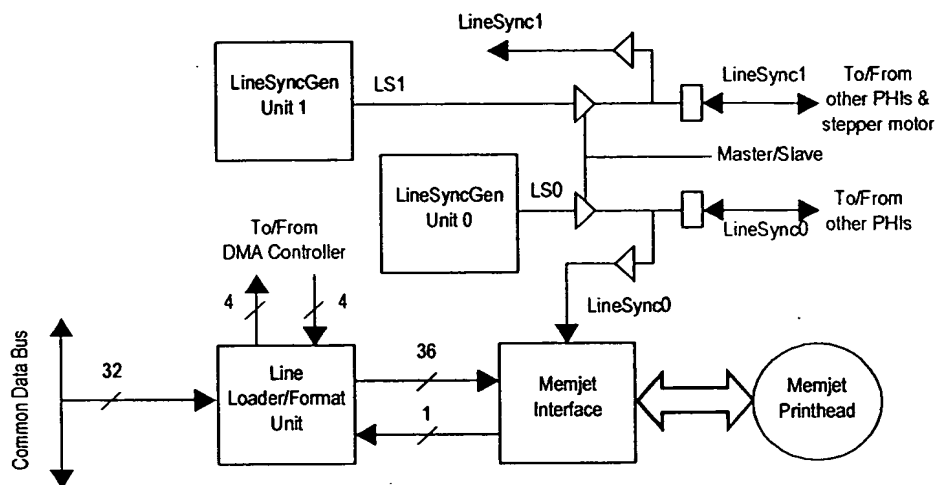 LineSync1
LineSyncGen
Unit 1
LS1
LineSync1
To/From
other PHIs &
stepper motor
Master/Slave
LineSyncGen
Unit 0
LS0
To/From
other PHIs
LineSync0
To/From
DMA Controller
4
4
LineSync0
Common Data Bus
32
Line
Loader/Format
Unit
36
1
Memjet
Interface
Memjet
Printhead